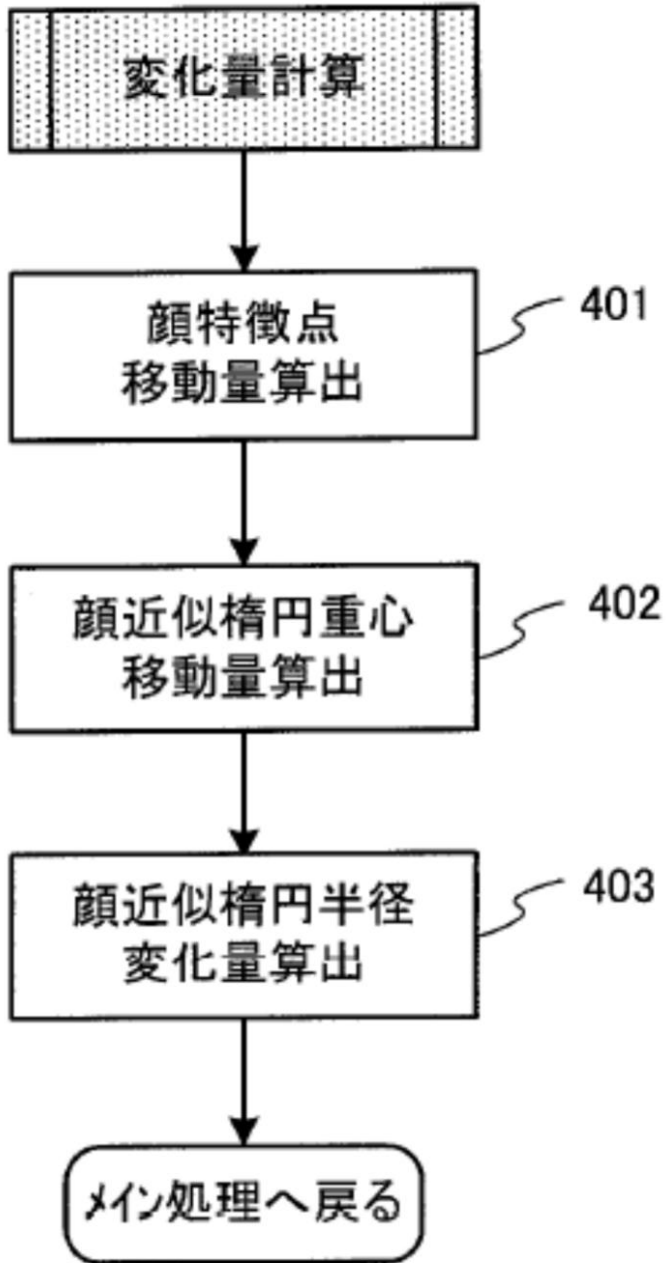 変化量計算
顔特徴点
移動量算出
401
顔近似楕円重心
移動量算出
402
顔近似楕円半径
変化量算出
403
メイン処理へ戻る